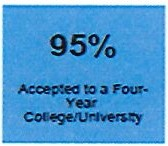 95%
Accepted to a Four-
Year
College/University